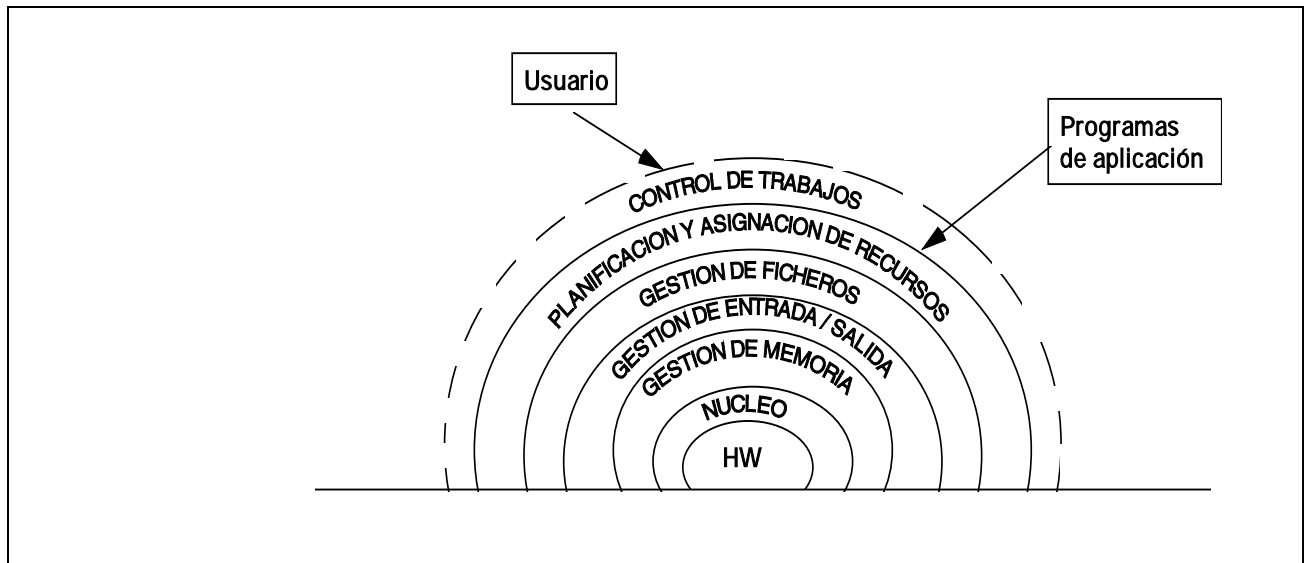 Usuario
Programas
de aplicación
CONTROL DE TRABAJOS
PLANIFICACION Y ASIGNACION DE RECURSOS
GESTION DE FICHEROS
GESTION DE ENTRADA / SALIDA
GESTION DE MEMORIA
NUCLEO
HW